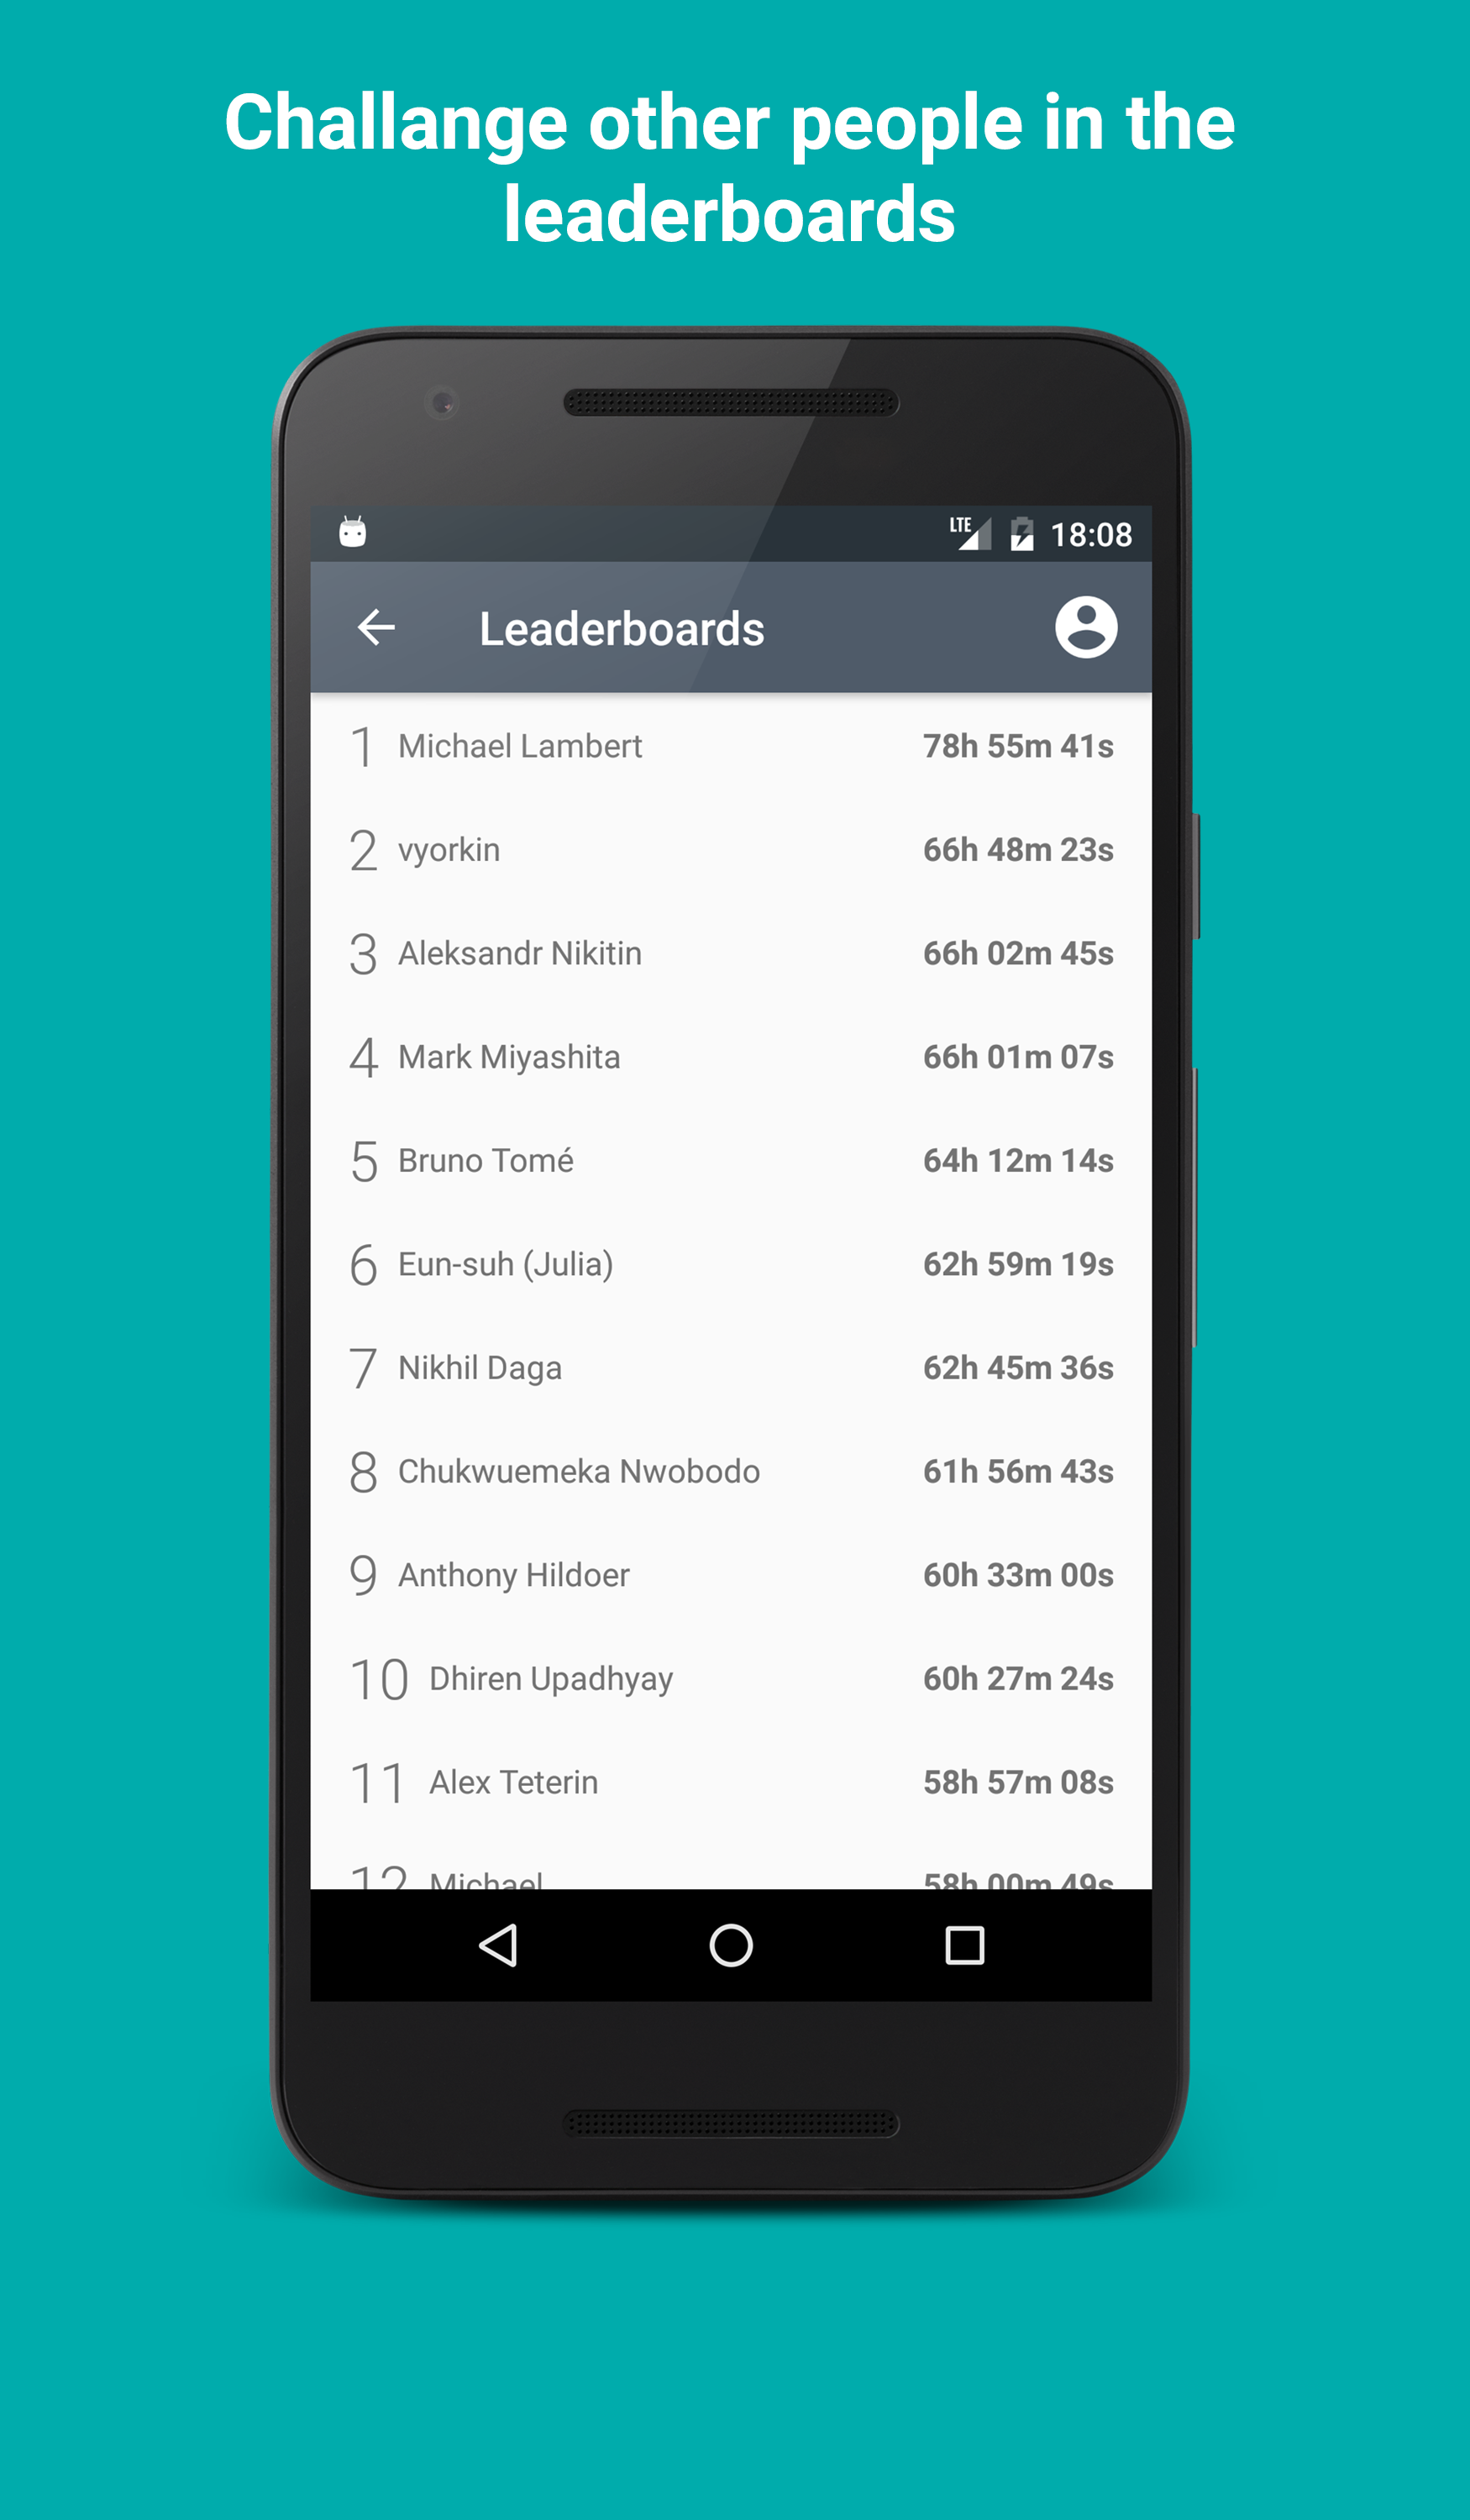 Challange other people in the
leaderboards
LTE 18:08
Leaderboards
1 Michael Lambert 78h 55m 41s
2 vyorkin 66h 48m 23s
3 Aleksandr Nikitin 66h 02m 45s
4 Mark Miyashita 66h 01m 07s
5 Bruno Tomé 64h 12m 14s
6 Eun-suh (Julia) 62h 59m 19s
7 Nikhil Daga 62h 45m 36s
8 Chukwuemeka Nwobodo 61h 56m 43s
9 Anthony Hildoer 60h 33m 00s
10 Dhiren Upadhyay 60h 27m 24s
11 Alex Teterin 58h 57m 08s
12 Michael 58h 00m 49s